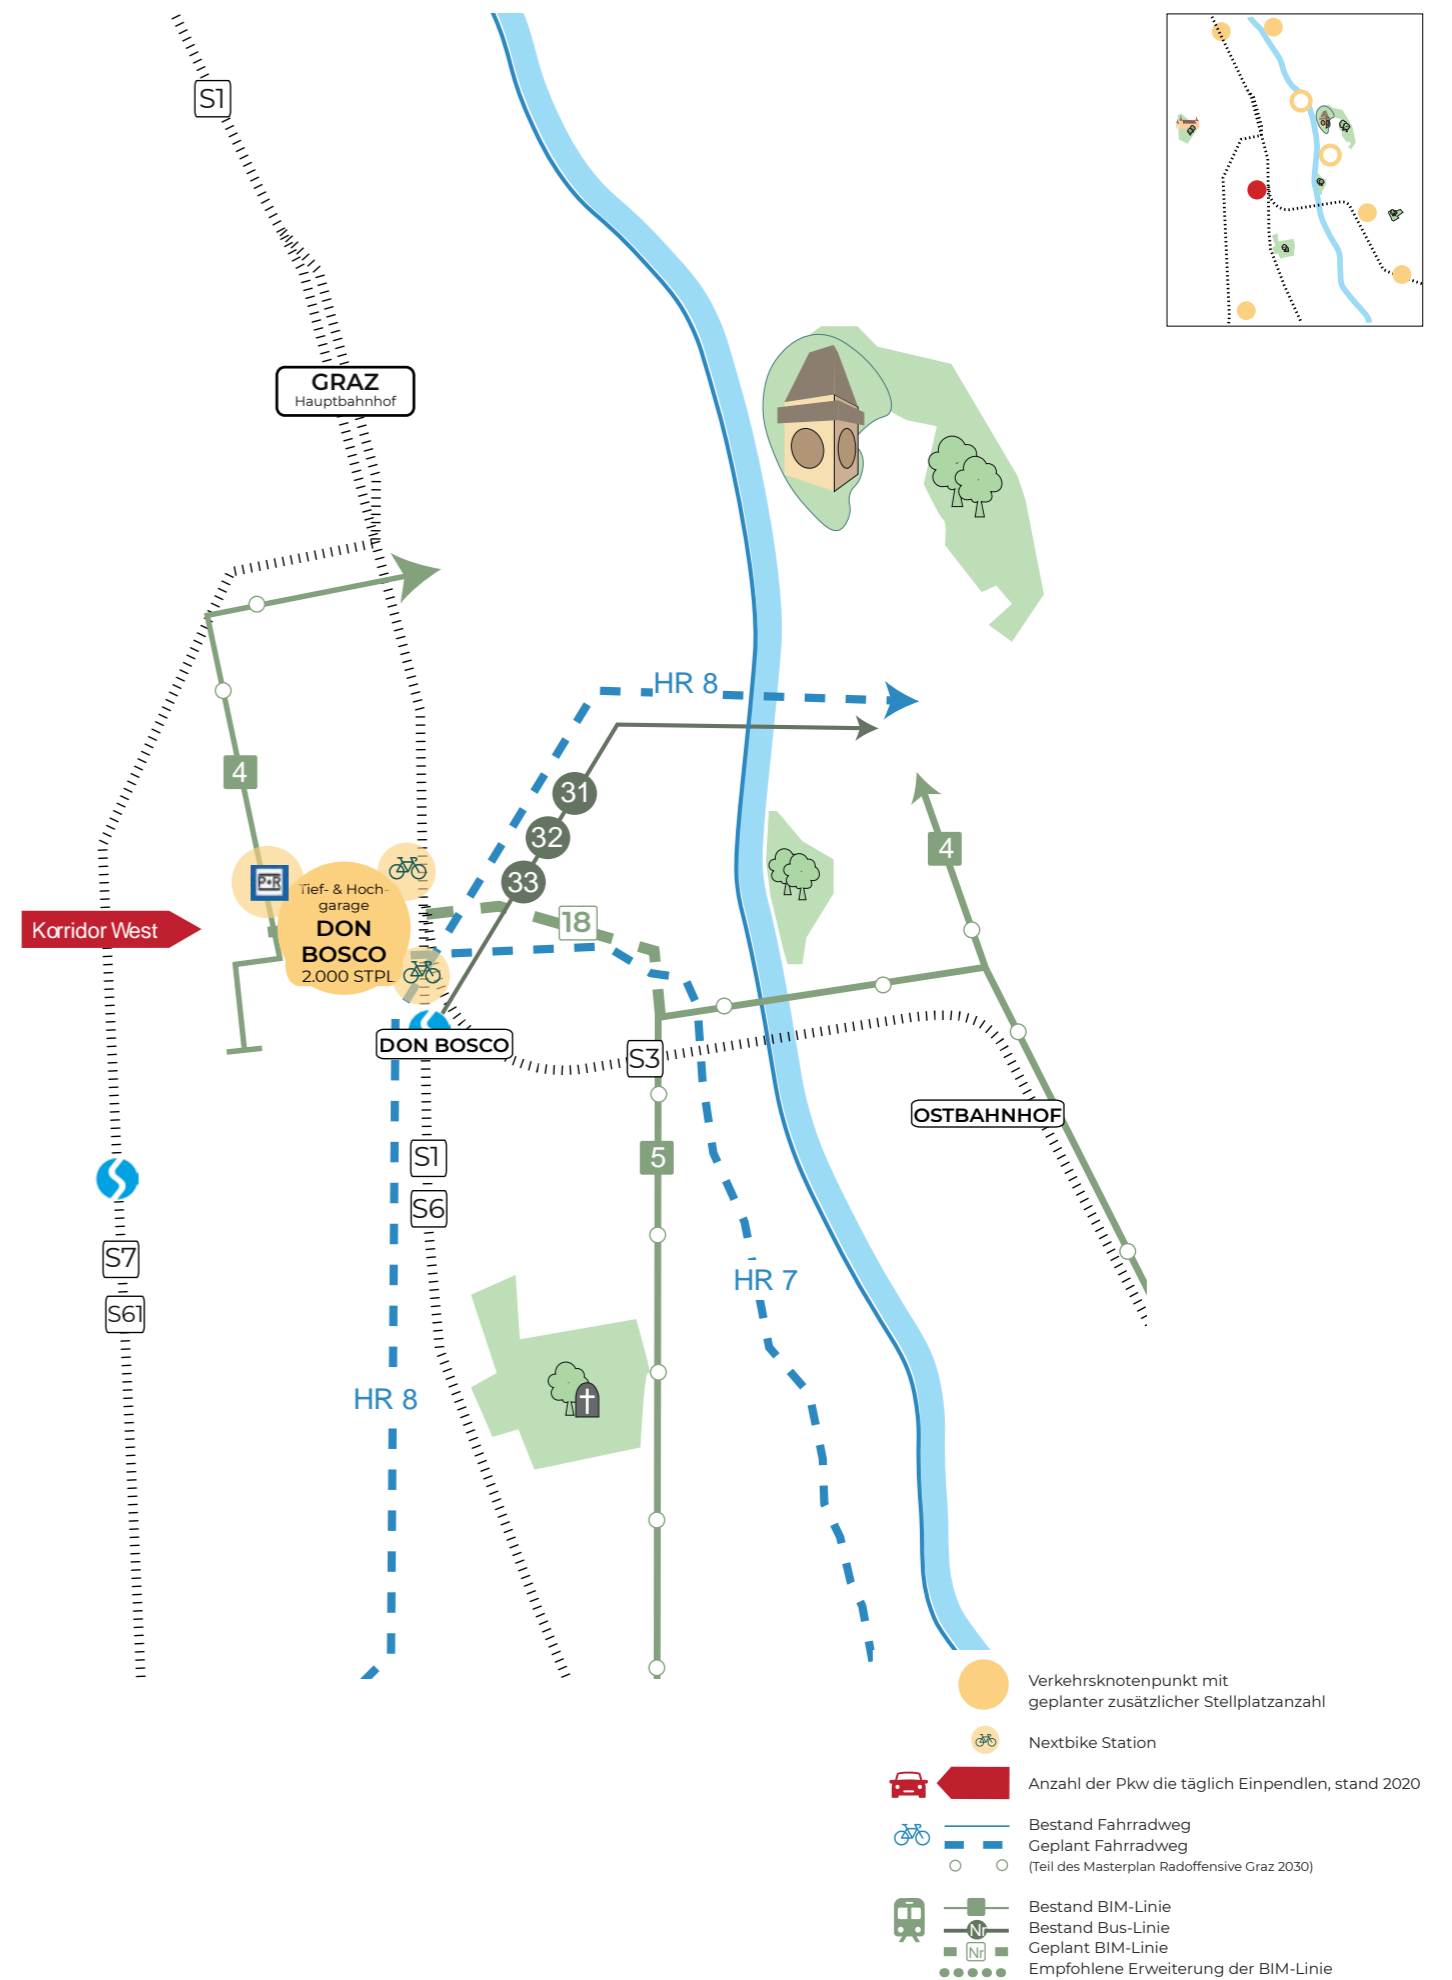 S1
GRAZ
Hauptbahnhof
HR 8
31
4
32
4
33
P+R
Tief- & Hoch-
garage
DON
BOSCO
2.000 STPL
18
Korridor West
DON BOSCO
S3
OSTBAHNHOF
S1
5
S6
S7
HR 7
S61
HR 8
Verkehrsknotenpunkt mit
geplanter zusätzlicher Stellplatzanzahl
Nextbike Station
Anzahl der Pkw die täglich Einpendlen, stand 2020
Bestand Fahrradweg
Geplant Fahrradweg
(Teil des Masterplan Radoffensive Graz 2030)
Bestand BIM-Linie
Nr Bestand Bus-Linie
Nr Geplant BIM-Linie
Empfohlene Erweiterung der BIM-Linie